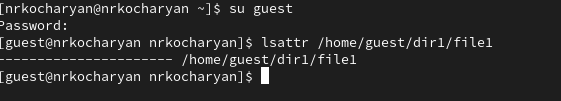 [nrkocharyan@nrkocharyan ~]$ su guest
Password:
[guest@nrkocharyan nrkocharyan]$ lsattr /home/guest/dir1/file1
---------------------- /home/guest/dir1/file1
[guest@nrkocharyan nrkocharyan]$